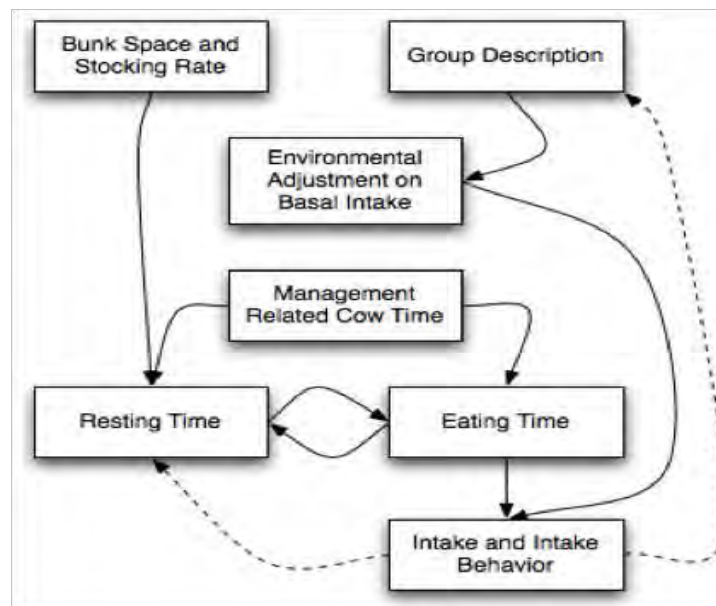 Bunk Space and
Stocking Rate
Group Description
Environmental
Adjustment on
Basal Intake
Management
Related Cow Time
Resting Time
Eating Time
Intake and Intake
Behavior